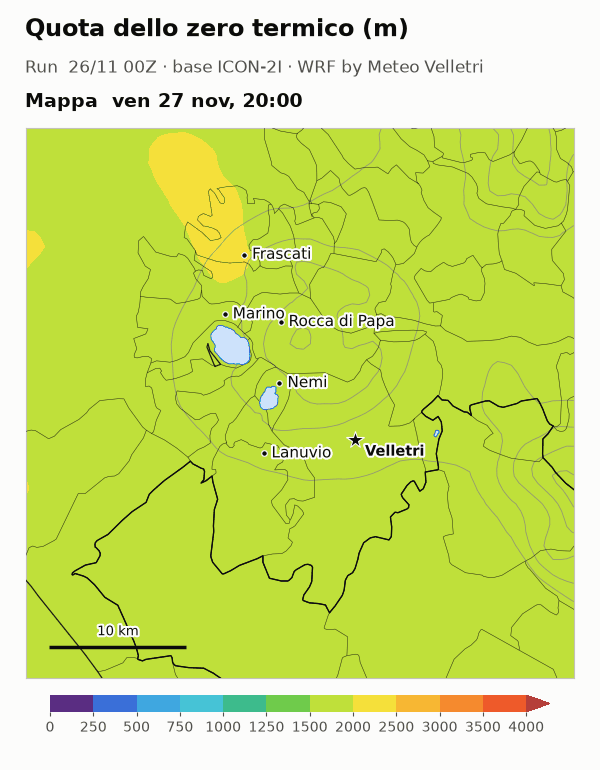 Quota dello zero termico (m)
Run  26/11 00Z · base ICON-2I · WRF by Meteo Velletri
Mappa  ven 27 nov, 20:00
Frascati
Marino
Rocca di Papa
Nemi
Velletri
Lanuvio
10 km
0 250 500 750 1000 1250 1500 2000 2500 3000 3500 4000